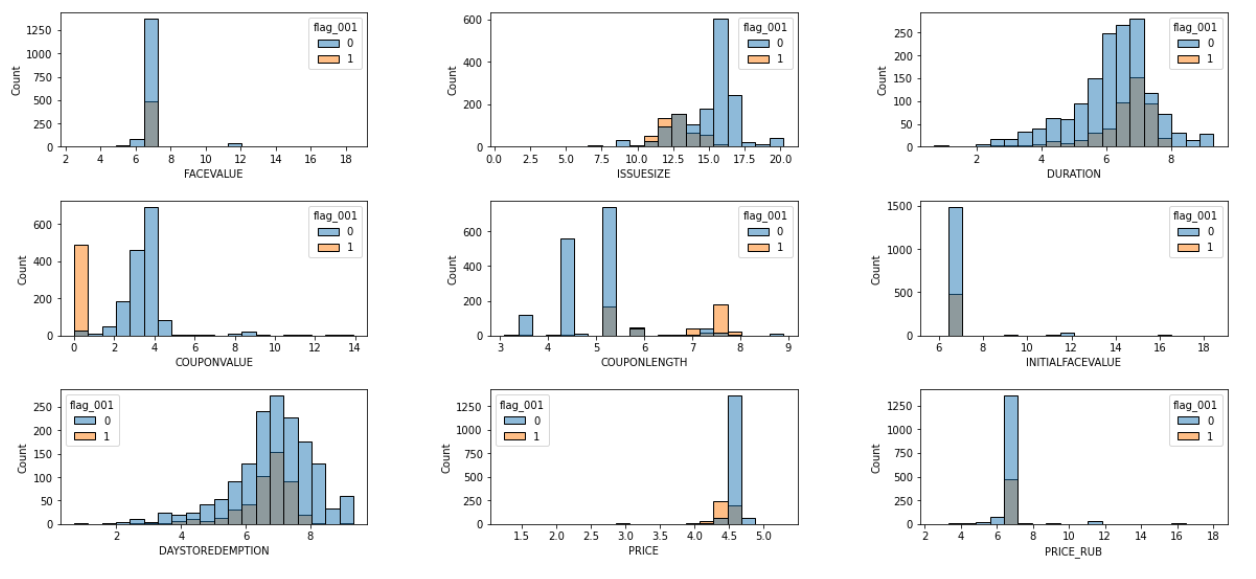 flag_001
0
1
Count
1250
1000
750
500
250
0
2 4 6 8 10 12 14 16 18
FACEVALUE
flag_001
0
1
Count
600
400
200
0
0.0 2.5 5.0 7.5 10.0 12.5 15.0 17.5 20.0
ISSUESIZE
flag_001
0
1
Count
250
200
150
100
50
0
2 4 6 8
DURATION
flag_001
0
1
Count
600
400
200
0
0 2 4 6 8 10 12 14
COUPONVALUE
flag_001
0
1
Count
600
400
200
0
3 4 5 6 7 8 9
COUPONLENGTH
flag_001
0
1
Count
1500
1000
500
0
6 8 10 12 14 16 18
INITIALFACEVALUE
flag_001
0
1
Count
250
200
150
100
50
0
2 4 6 8
DAYSTOREDEMPTION
flag_001
0
1
Count
1250
1000
750
500
250
0
1.5 2.0 2.5 3.0 3.5 4.0 4.5 5.0
PRICE
flag_001
0
1
Count
1250
1000
750
500
250
0
2 4 6 8 10 12 14 16 18
PRICE_RUB